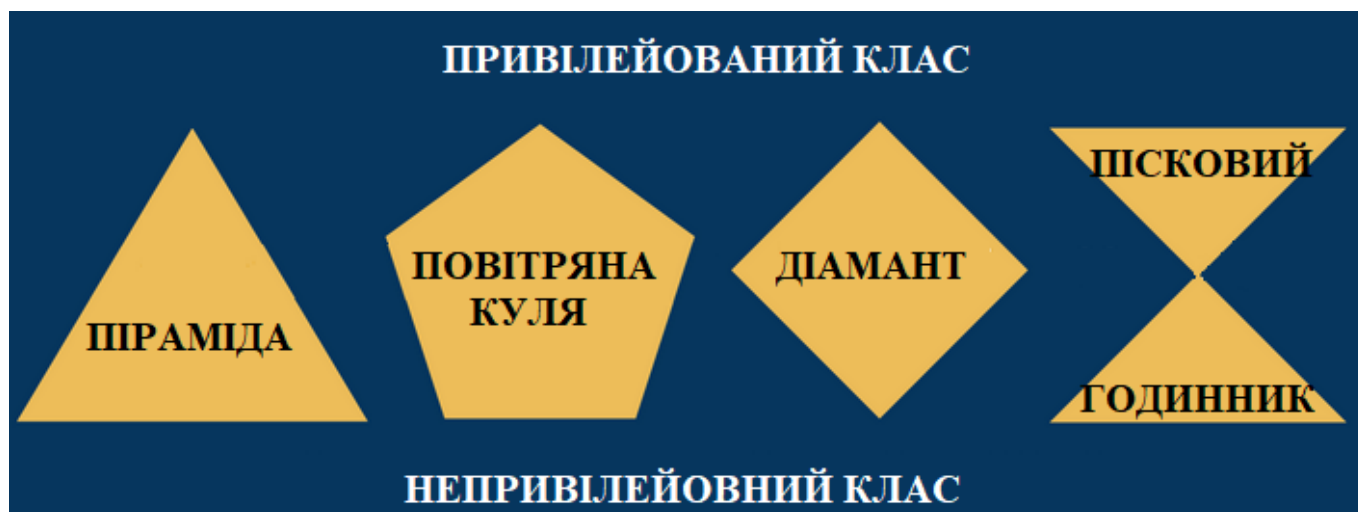 ПРИВІЛЕЙОВАНИЙ КЛАС
ПІРАМІДА
ПОВІТРЯНА
КУЛЯ
ДІАМАНТ
ПІСКОВИЙ
ГОДИННИК
НЕПРИВІЛЕЙОВНИЙ КЛАС